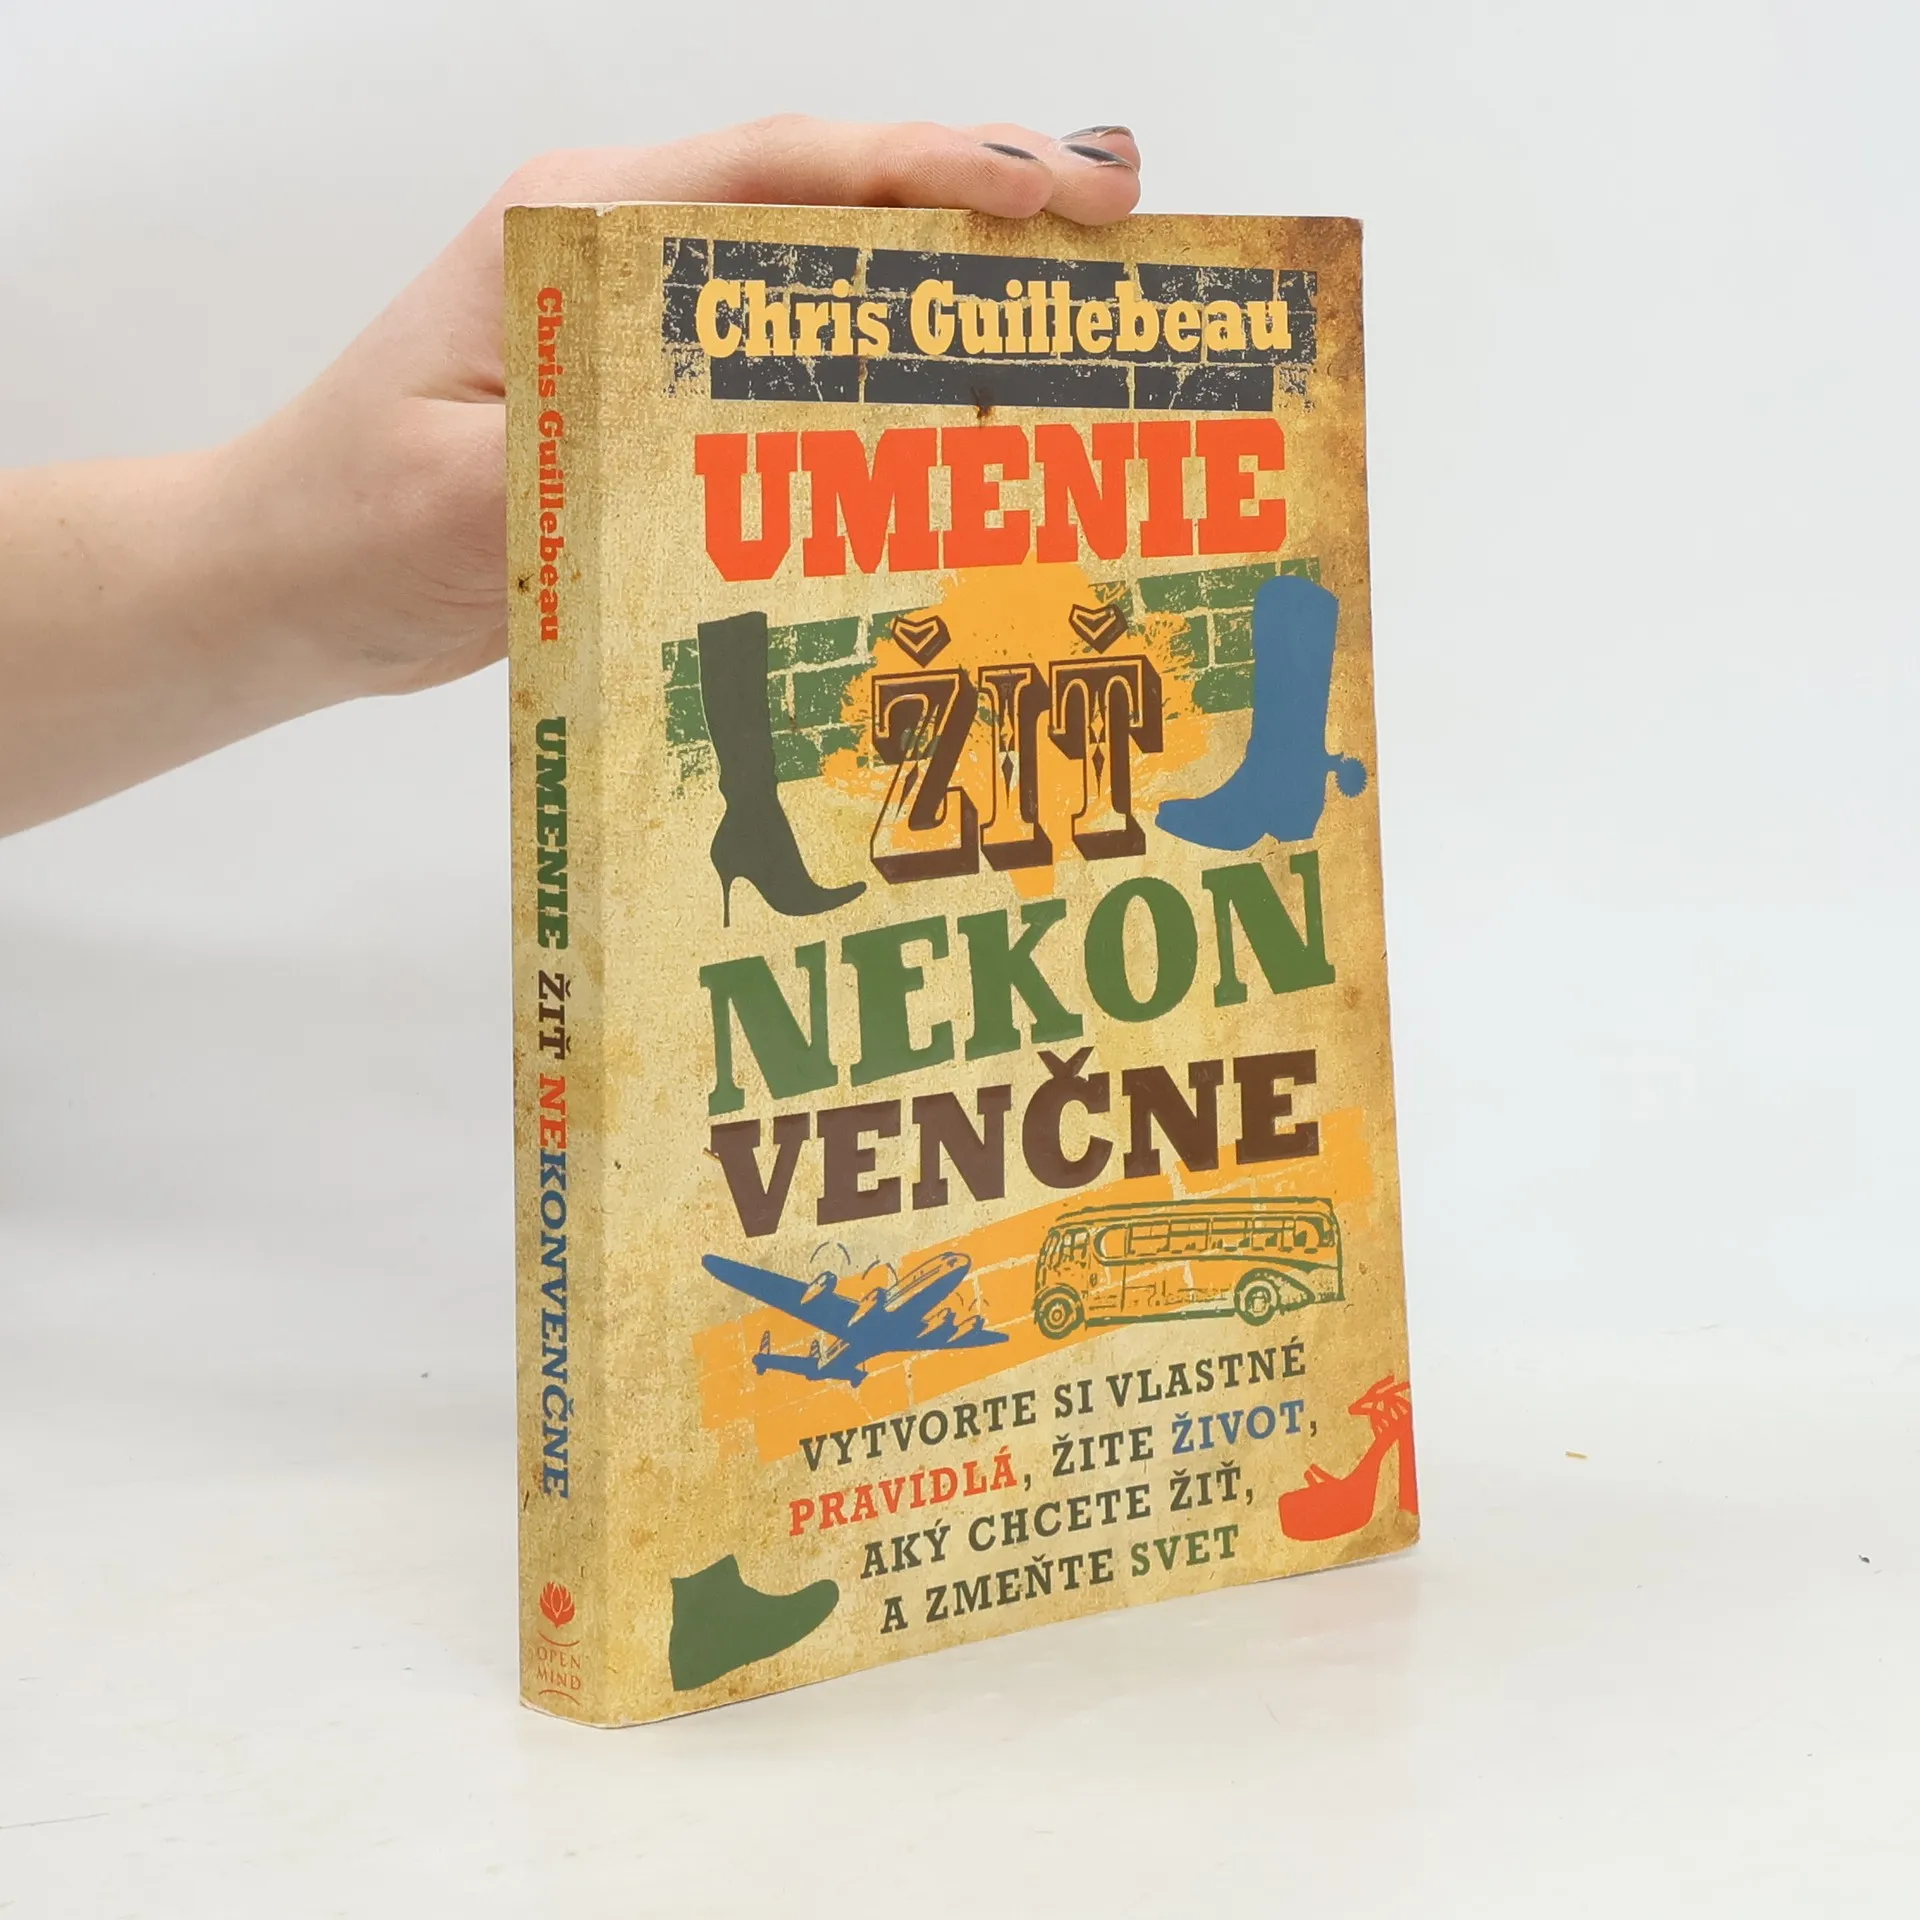 Chris Guillebeau
UMENIE
ŽIŤ
NEKON
VENČNE
VYTVORTE SI VLASTNÉ
PRAVIDLÁ, ŽITE ŽIVOT,
AKÝ CHCETE ŽIŤ,
A ZMEŇTE SVET
Chris Guillebeau
UMENIE ŽIŤ NEKONVENČNE
OPEN
MIND